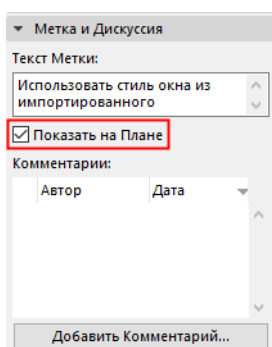 Метка и Дискуссия
Текст Метки:
Использовать стиль окна из
импортированного
Показать на Плане
Комментарии:
Автор Дата
Добавить Комментарий...